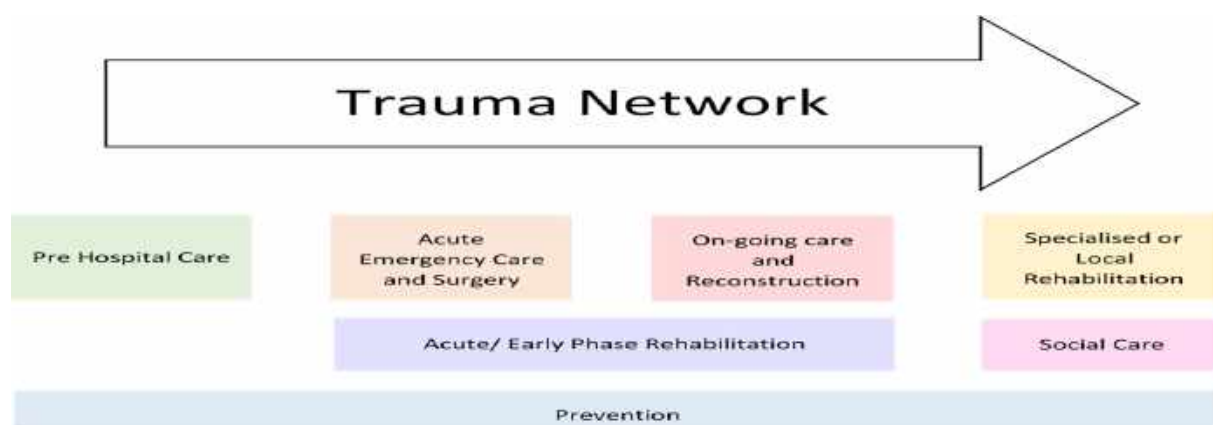 Trauma Network
Pre Hospital Care
Acute
Emergency Care
and Surgery
On-going care
and
Reconstruction
Specialised or
Local
Rehabilitation
Acute/ Early Phase Rehabilitation
Social Care
Prevention